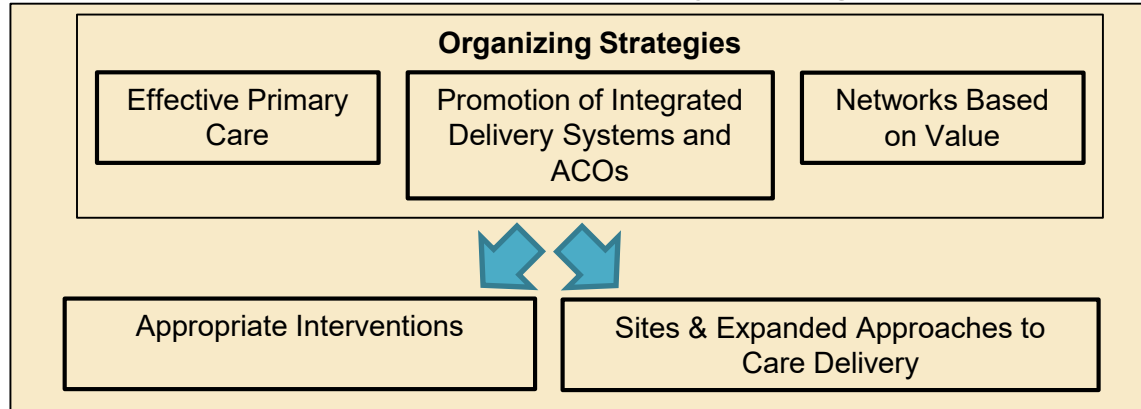 Organizing Strategies
Effective Primary
Care
Promotion of Integrated
Delivery Systems and
ACOs
Networks Based
on Value
Appropriate Interventions
Sites & Expanded Approaches to
Care Delivery